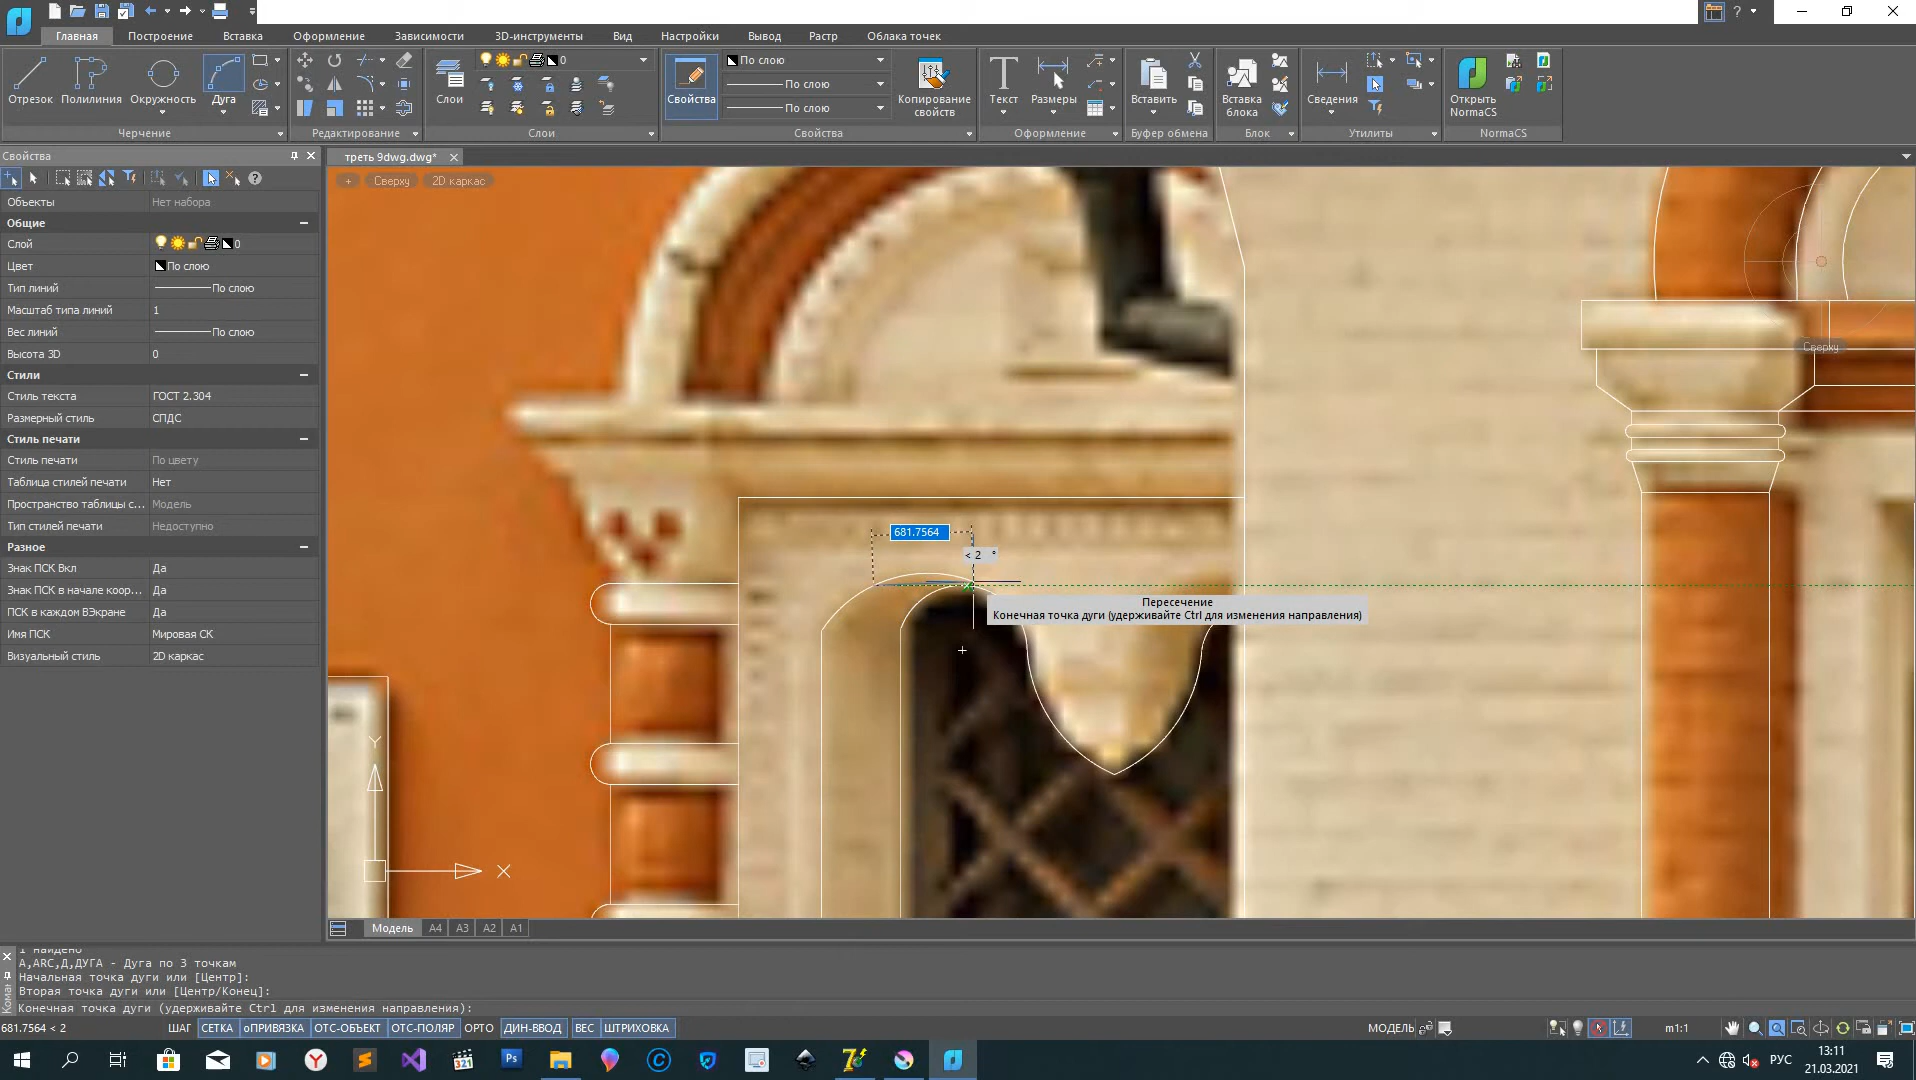 ?
Главная Построение Вставка Оформление Зависимости 3D-инструменты Вид Настройки Вывод Растр Облака точек
Отрезок Полилиния Окружность Дуга
Слои
0
Свойства
По слою
По слою
По слою
Копирование свойств
Текст Размеры
Вставить
Вставка блока
Сведения
Открыть NormaCS
Черчение Редактирование Слои Свойства Оформление Буфер обмена Блок Утилиты NormaCS
Свойства
треть 9dwg.dwg*
+ Сверху 2D каркас
Объекты Нет набора
Общие
Слой 0
Цвет По слою
Тип линий По слою
Масштаб типа линий 1
Вес линий По слою
Высота 3D 0
Стили
Стиль текста ГОСТ 2.304
Размерный стиль СПДС
Стиль печати
Стиль печати По цвету
Таблица стилей печати Нет
Пространство таблицы с... Модель
Тип стилей печати Недоступно
Разное
Знак ПСК Вкл Да
Знак ПСК в начале коор... Да
ПСК в каждом ВЭкране Да
Имя ПСК Мировая СК
Визуальный стиль 2D каркас
Сверху
681.7564
< 2 °
Пересечение
Конечная точка дуги (удерживайте Ctrl для изменения направления)
Y
X
Модель A4 A3 A2 A1
1 найдено
A,ARC,Д,ДУГА - Дуга по 3 точкам
Начальная точка дуги или [Центр]:
Вторая точка дуги или [Центр/Конец]:
Конечная точка дуги (удерживайте Ctrl для изменения направления):
681.7564 < 2 ШАГ СЕТКА оПРИВЯЗКА ОТС-ОБЪЕКТ ОТС-ПОЛЯР ОРТО ДИН-ВВОД ВЕС ШТРИХОВКА МОДЕЛЬ m1:1
321
Ps
РУС
13:11
21.03.2021